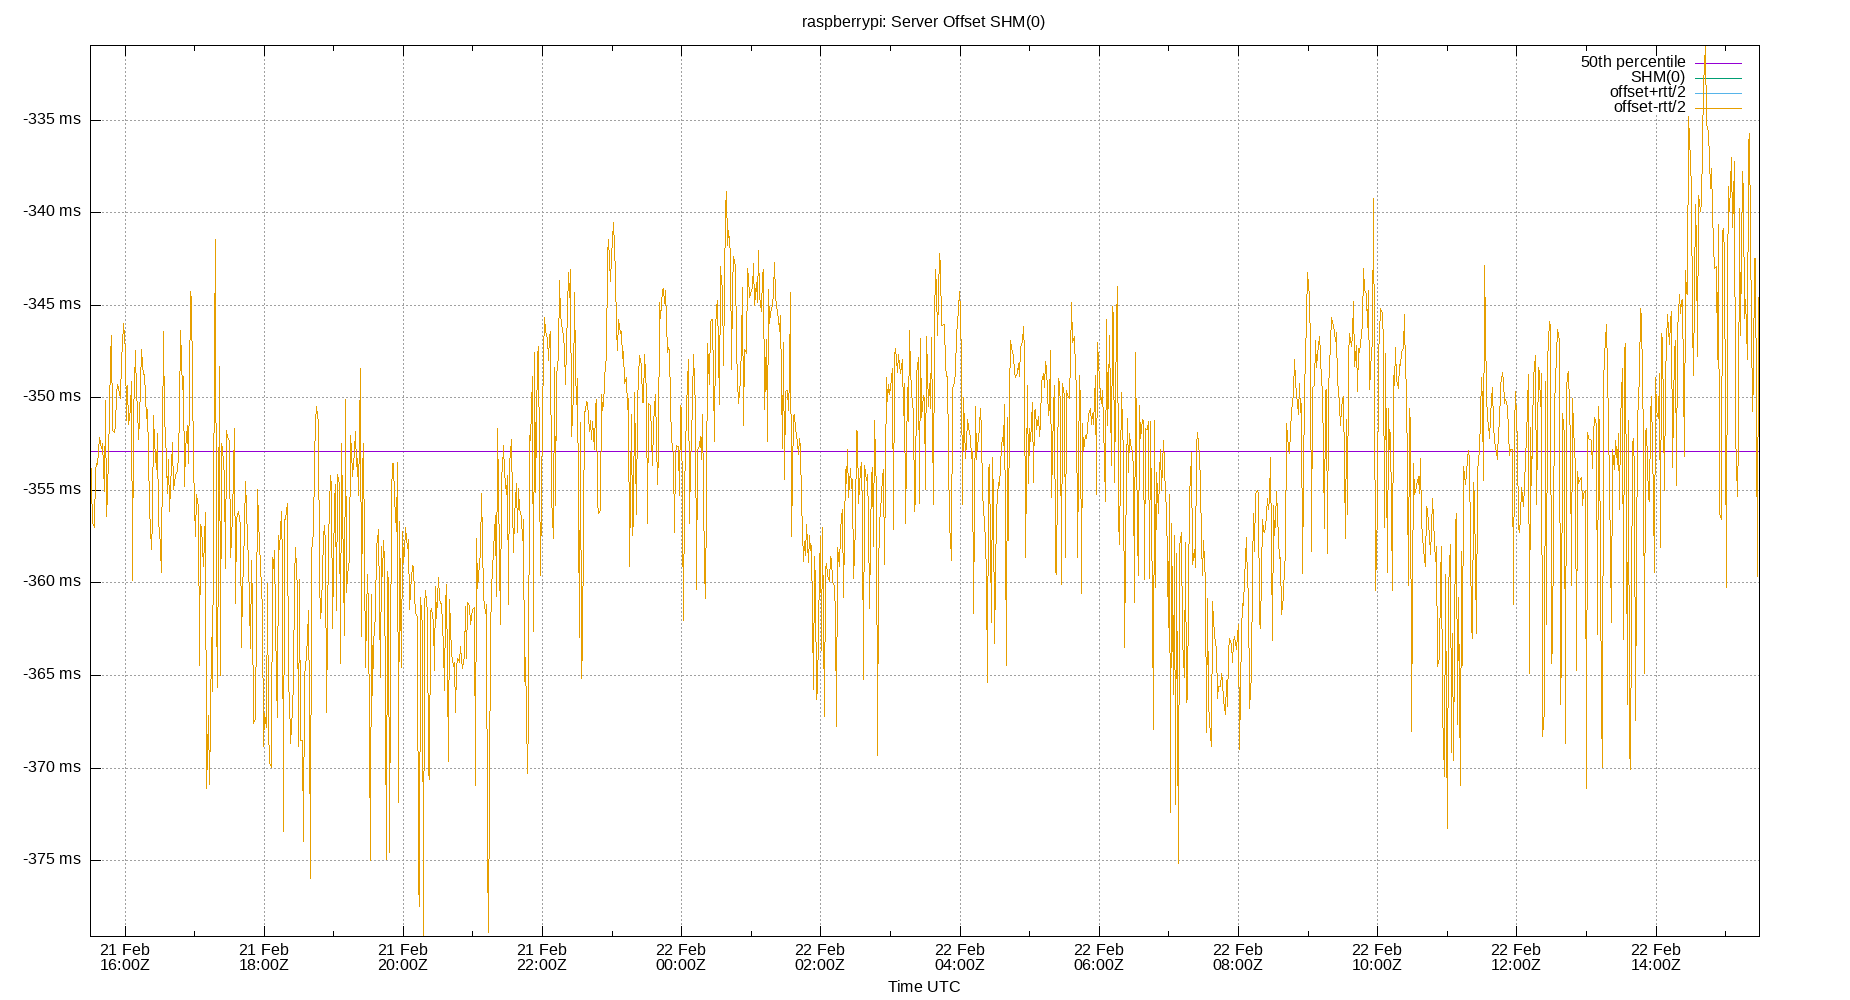 raspberrypi: Server Offset SHM(0)
50th percentile
SHM(0)
offset+rtt/2
offset-rtt/2
-335 ms
-340 ms
-345 ms
-350 ms
-355 ms
-360 ms
-365 ms
-370 ms
-375 ms
21 Feb 21 Feb 21 Feb 21 Feb 22 Feb 22 Feb 22 Feb 22 Feb 22 Feb 22 Feb 22 Feb 22 Feb
16:00Z 18:00Z 20:00Z 22:00Z 00:00Z 02:00Z 04:00Z 06:00Z 08:00Z 10:00Z 12:00Z 14:00Z
Time UTC